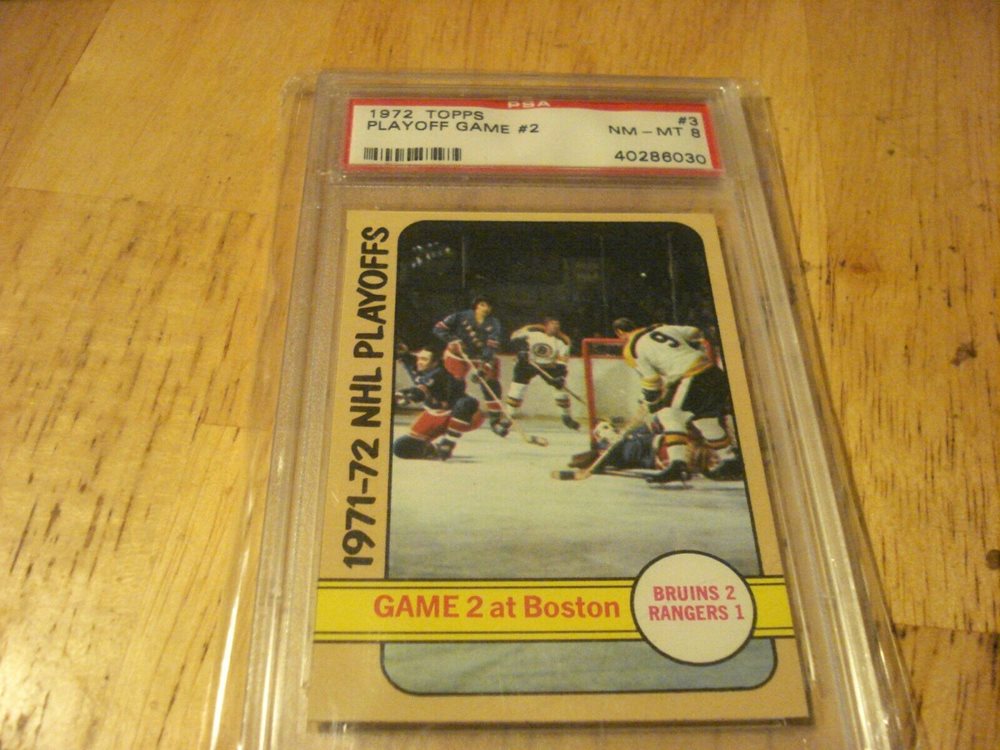 PSA
1972 TOPPS #3
PLAYOFF GAME #2 NM - MT 8
40286030
1971-72 NHL PLAYOFFS
9
GAME 2 at Boston
BRUINS 2
RANGERS 1